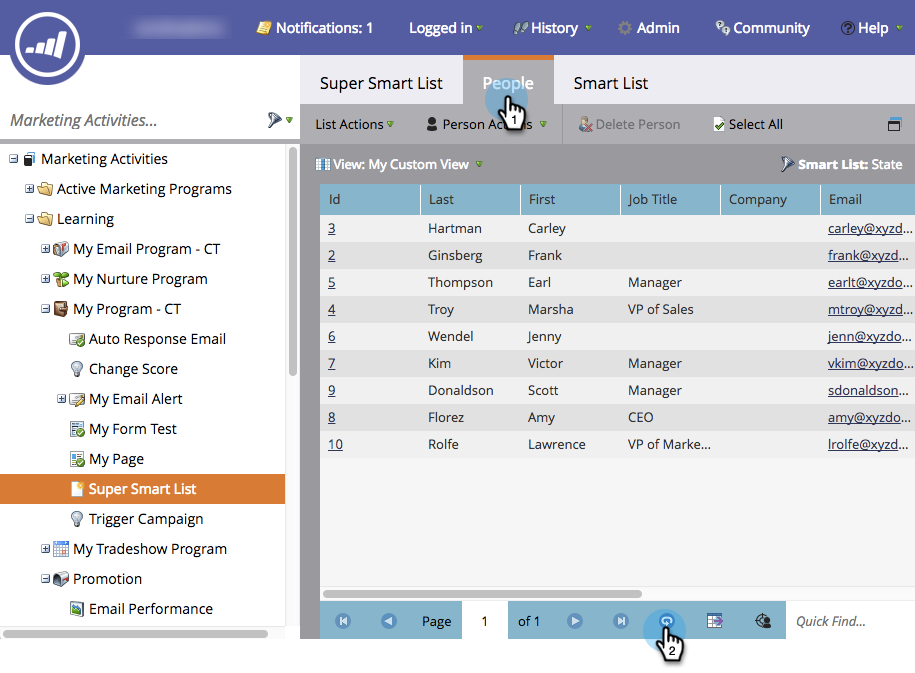 Notifications: 1 Logged in History Admin Community Help
Marketing Activities...
Super Smart List People Smart List
List Actions Person Actions Delete Person Select All
View: My Custom View Smart List: State
Marketing Activities
Active Marketing Programs
Learning
My Email Program - CT
My Nurture Program
My Program - CT
Auto Response Email
Change Score
My Email Alert
My Form Test
My Page
Super Smart List
Trigger Campaign
My Tradeshow Program
Promotion
Email Performance
Id Last First Job Title Company Email
3 Hartman Carley carley@xyzd...
2 Ginsberg Frank frank@xyzd...
5 Thompson Earl Manager earlt@xyzdo...
4 Troy Marsha VP of Sales mtroy@xyzd...
6 Wendel Jenny jenn@xyzdo...
7 Kim Victor Manager vkim@xyzdo...
9 Donaldson Scott Manager sdonaldson...
8 Florez Amy CEO amy@xyzdo...
10 Rolfe Lawrence VP of Marke... lrolfe@xyzd...
Page 1 of 1 Quick Find...
1
2